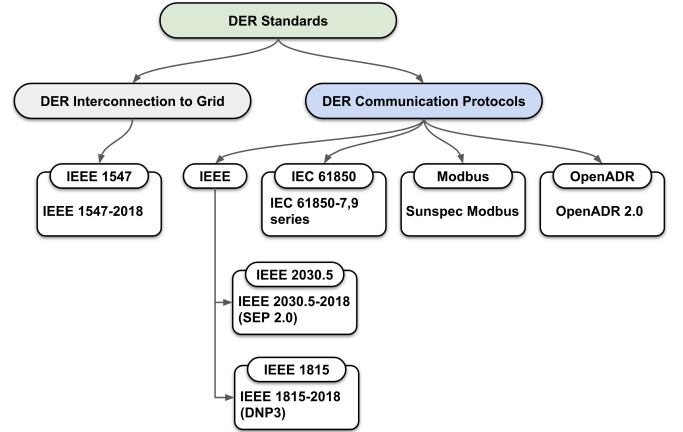 DER Standards
DER Interconnection to Grid
DER Communication Protocols
IEEE 1547
IEEE 1547-2018
IEEE
IEC 61850
IEC 61850-7,9
series
Modbus
Sunspec Modbus
OpenADR
OpenADR 2.0
IEEE 2030.5
IEEE 2030.5-2018
(SEP 2.0)
IEEE 1815
IEEE 1815-2018
(DNP3)